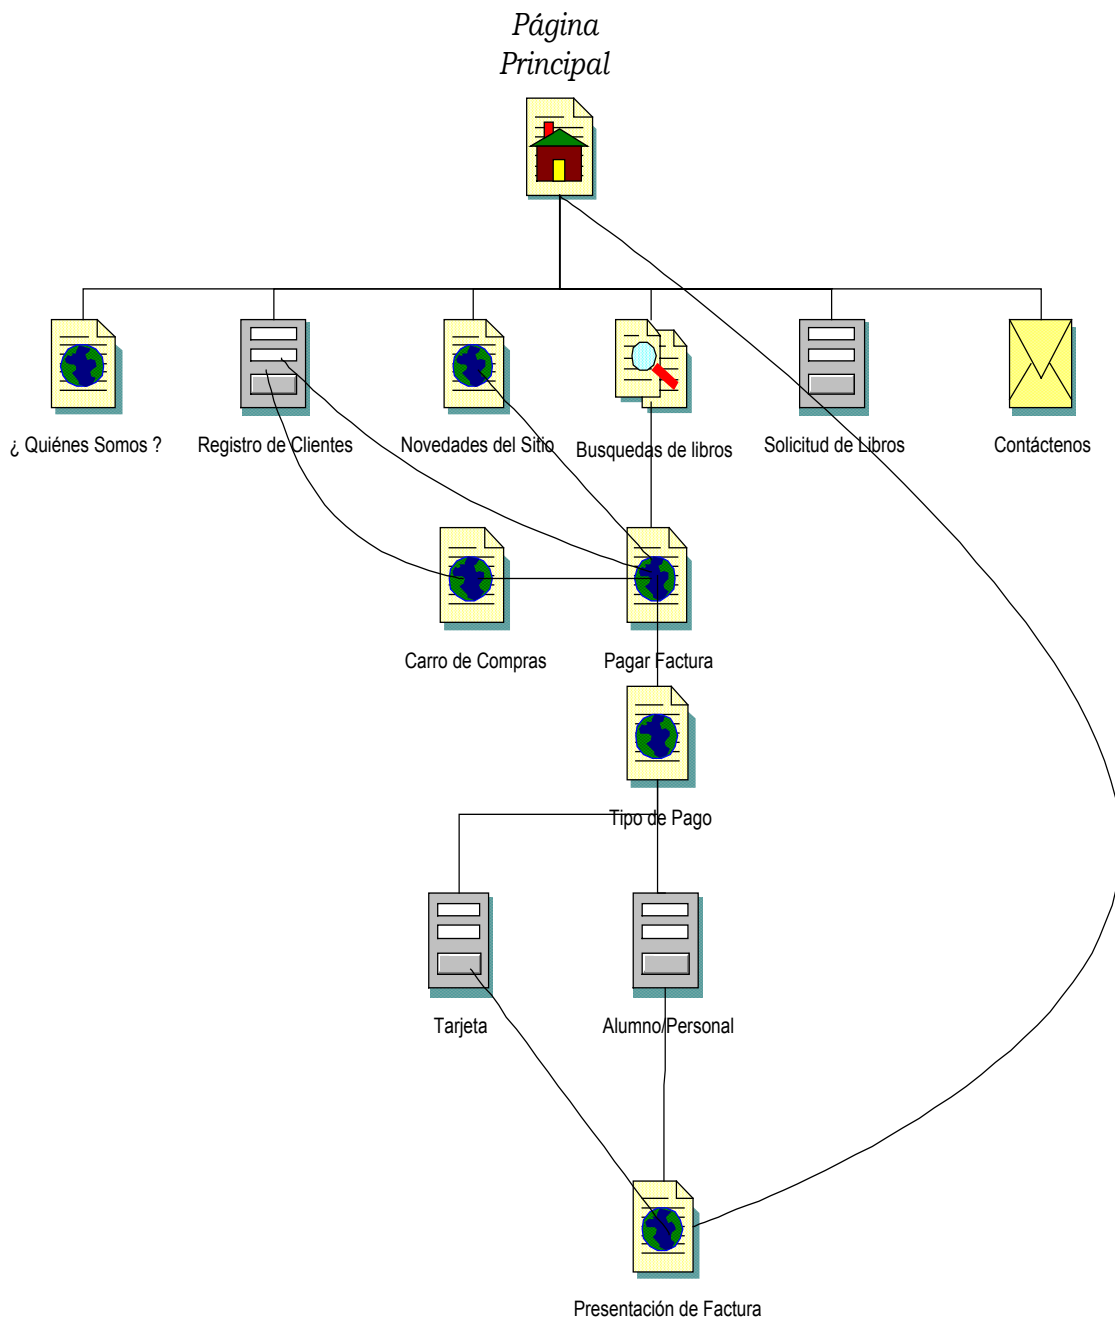 Página
Principal
¿ Quiénes Somos ?
Registro de Clientes
Novedades del Sitio
Busquedas de libros
Solicitud de Libros
Contáctenos
Carro de Compras
Pagar Factura
Tipo de Pago
Tarjeta
Alumno/Personal
Presentación de Factura